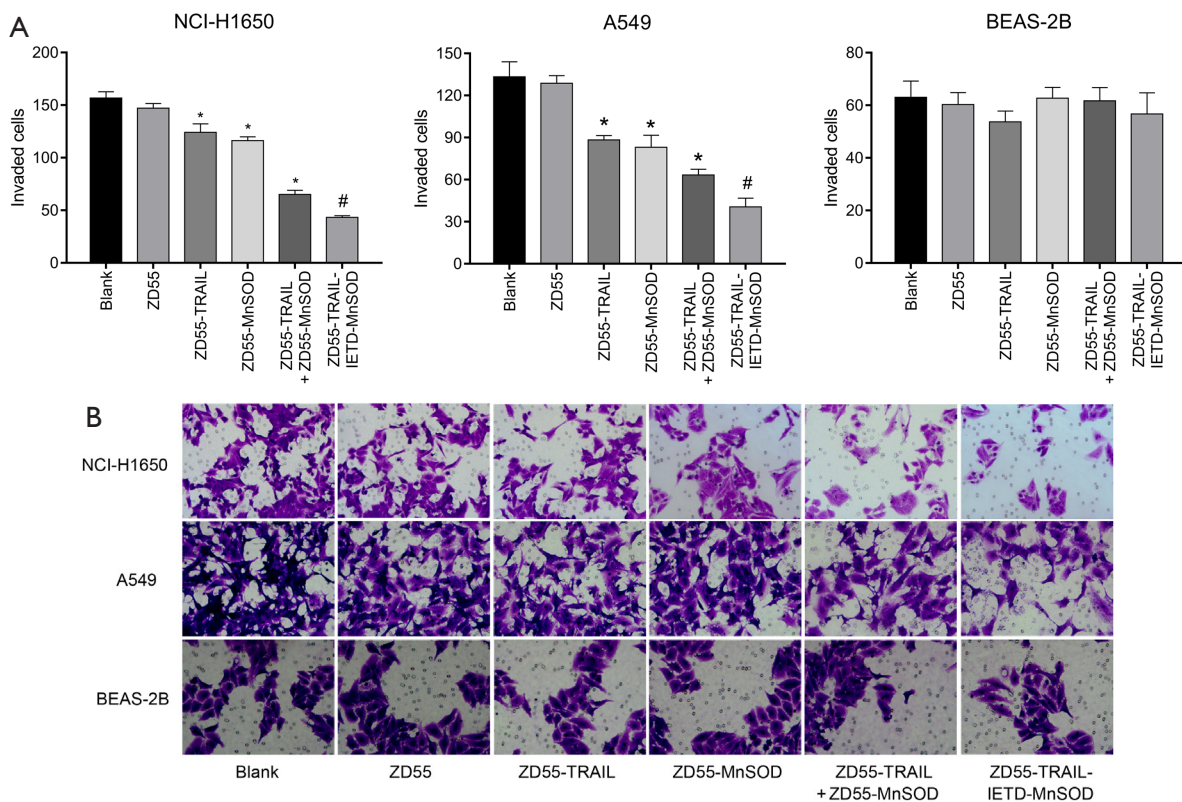 A
NCI-H1650
Invaded cells
200
150
100
50
0
*
*
*
#
Blank
ZD55
ZD55-TRAIL
ZD55-MnSOD
ZD55-TRAIL
+ ZD55-MnSOD
ZD55-TRAIL-
IETD-MnSOD
A549
Invaded cells
150
120
90
60
30
0
*
*
*
#
Blank
ZD55
ZD55-TRAIL
ZD55-MnSOD
ZD55-TRAIL
+ ZD55-MnSOD
ZD55-TRAIL-
IETD-MnSOD
BEAS-2B
Invaded cells
80
60
40
20
0
Blank
ZD55
ZD55-TRAIL
ZD55-MnSOD
ZD55-TRAIL
+ ZD55-MnSOD
ZD55-TRAIL-
IETD-MnSOD
B
NCI-H1650
A549
BEAS-2B
Blank
ZD55
ZD55-TRAIL
ZD55-MnSOD
ZD55-TRAIL
+ ZD55-MnSOD
ZD55-TRAIL-
IETD-MnSOD